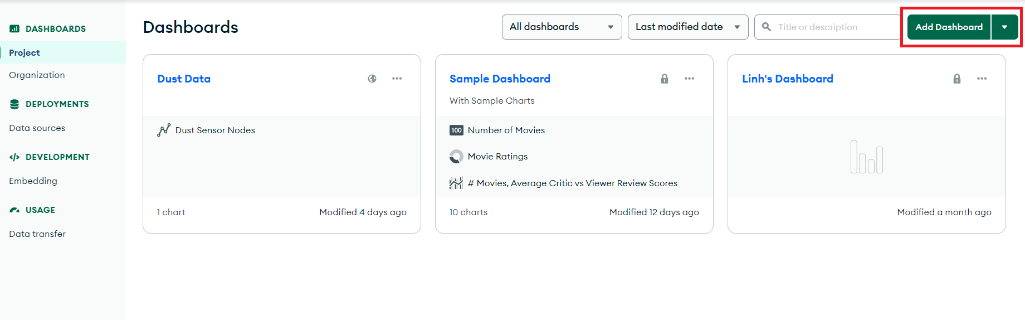 DASHBOARDS
Project
Organization
DEPLOYMENTS
Data sources
DEVELOPMENT
Embedding
USAGE
Data transfer
Dashboards
All dashboards
Last modified date
Title or description
Add Dashboard
Dust Data
Dust Sensor Nodes
1 chart
Modified 4 days ago
Sample Dashboard
With Sample Charts
100 Number of Movies
Movie Ratings
# Movies, Average Critic vs Viewer Review Scores
10 charts
Modified 12 days ago
Linh's Dashboard
Modified a month ago